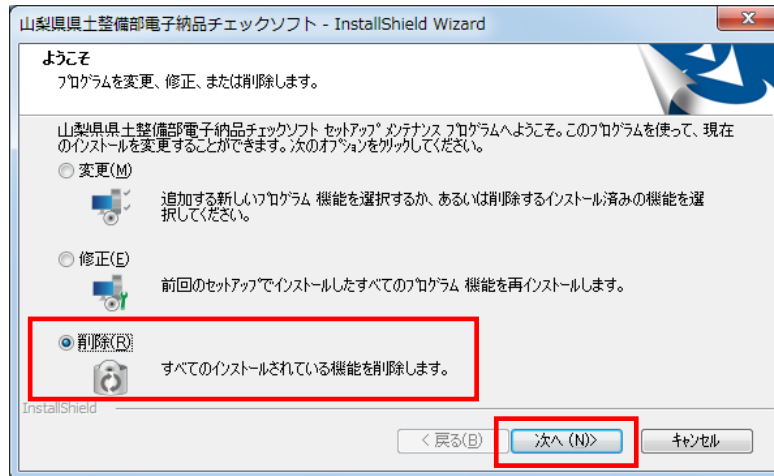 山梨県県土整備部電子納品チェックソフト - InstallShield Wizard
ようこそ
プログラムを変更、修正、または削除します。
山梨県県土整備部電子納品チェックソフト セットアップ メンテナンス プログラムへようこそ。このプログラムを使って、現在
のインストールを変更することができます。次のオプションをクリックしてください。
変更(M)
追加する新しいプログラム 機能を選択するか、あるいは削除するインストール済みの機能を選
択してください。
修正(E)
前回のセットアップでインストールしたすべてのプログラム 機能を再インストールします。
削除(R)
すべてのインストールされている機能を削除します。
InstallShield
< 戻る(B)
次へ (N)>
キャンセル